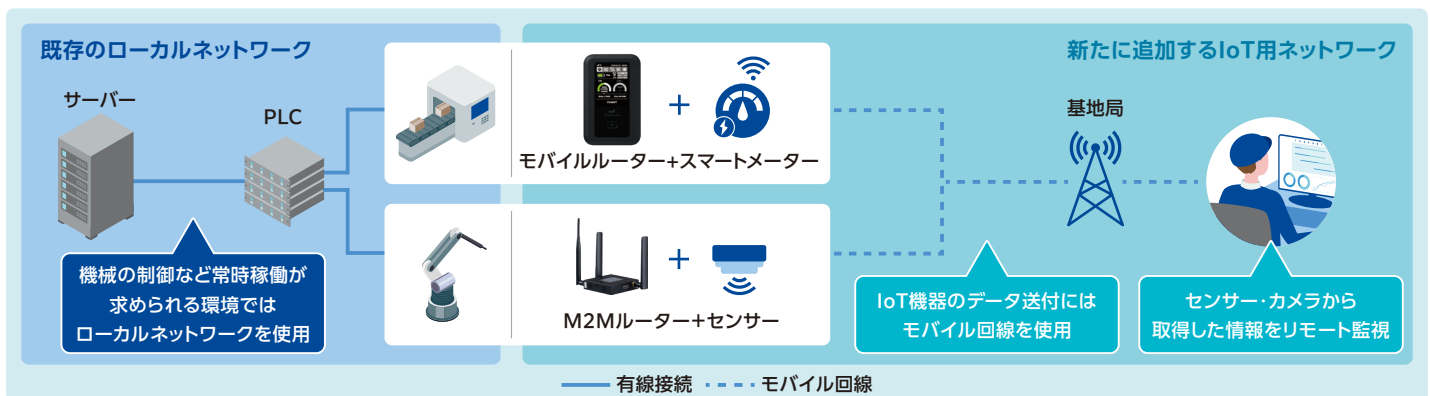 既存のローカルネットワーク
新たに追加するIoT用ネットワーク
サーバー
PLC
基地局
モバイルルーター+スマートメーター
M2Mルーター+センサー
機械の制御など常時稼働が
求められる環境では
ローカルネットワークを使用
IoT機器のデータ送付には
モバイル回線を使用
センサー・カメラから
取得した情報をリモート監視
有線接続 モバイル回線